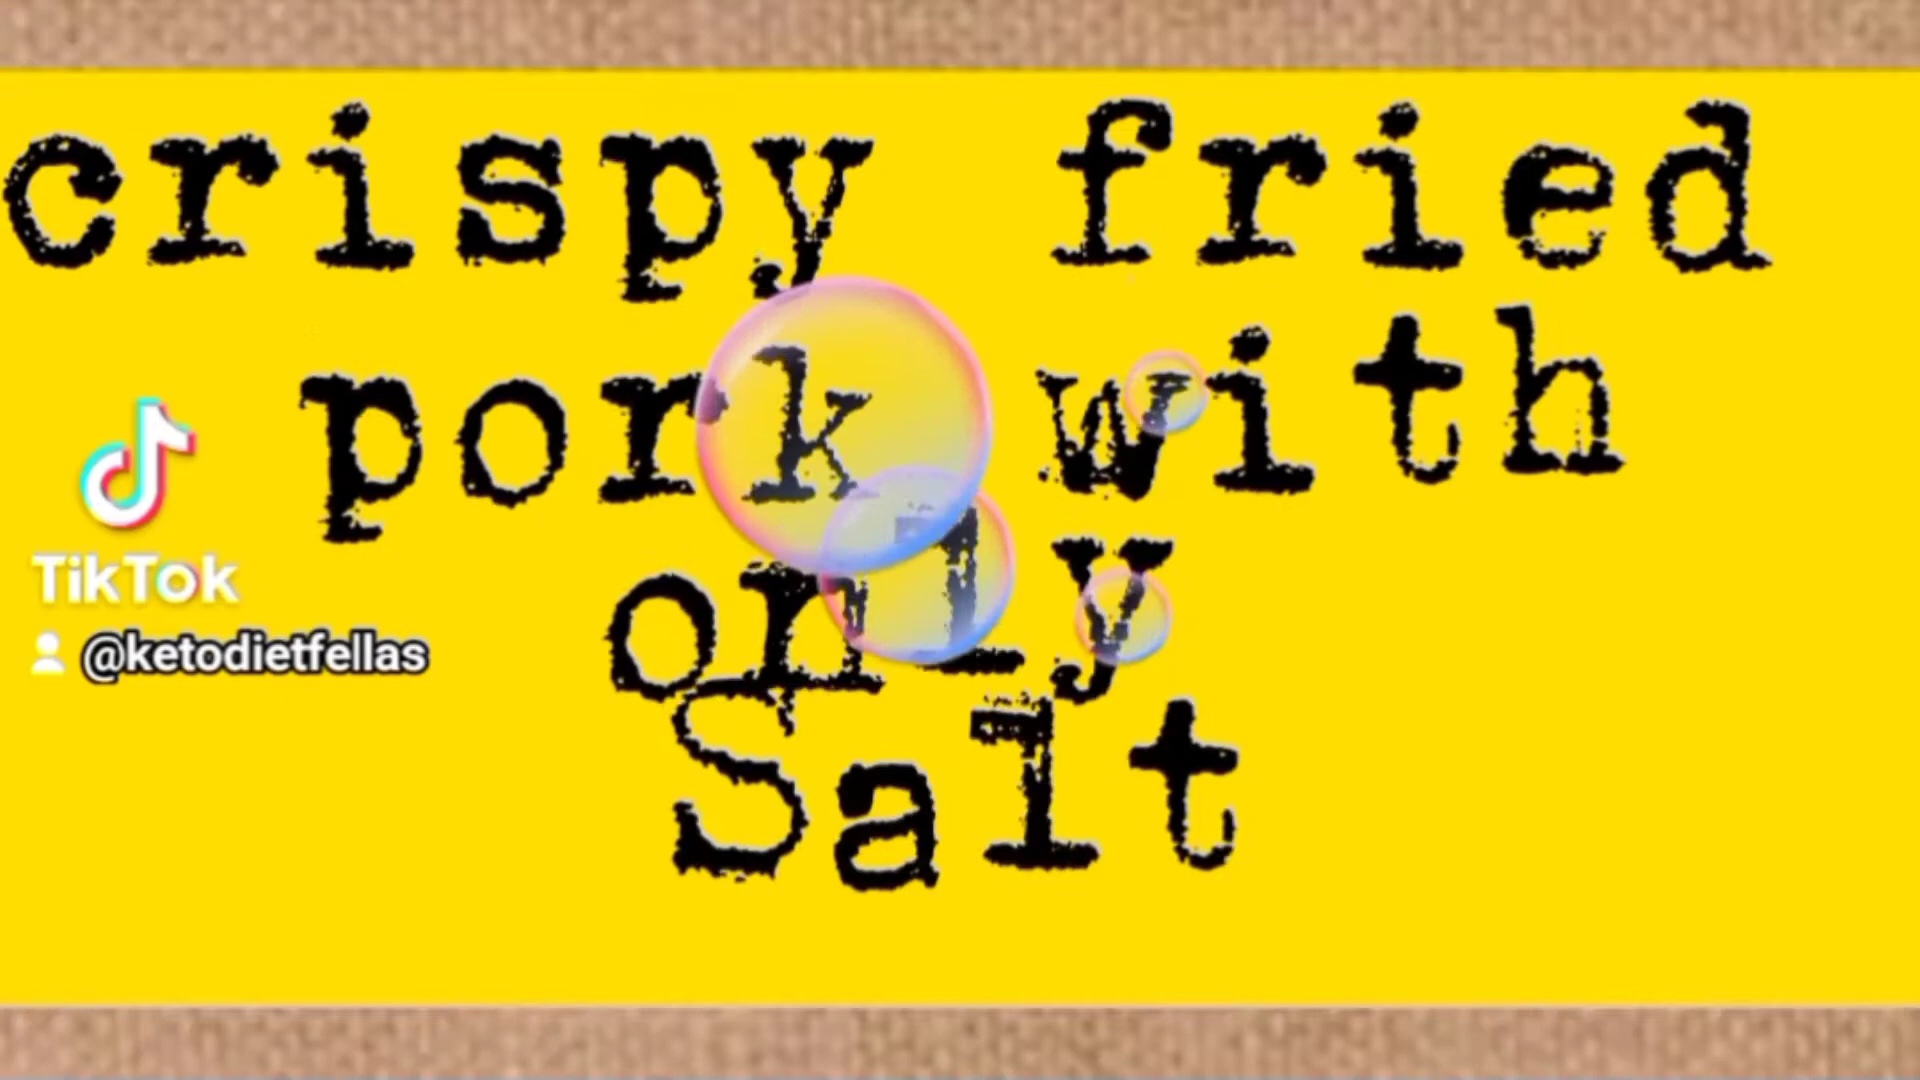 crispy fried
pork with
only
Salt
TikTok
@ketodietfellas